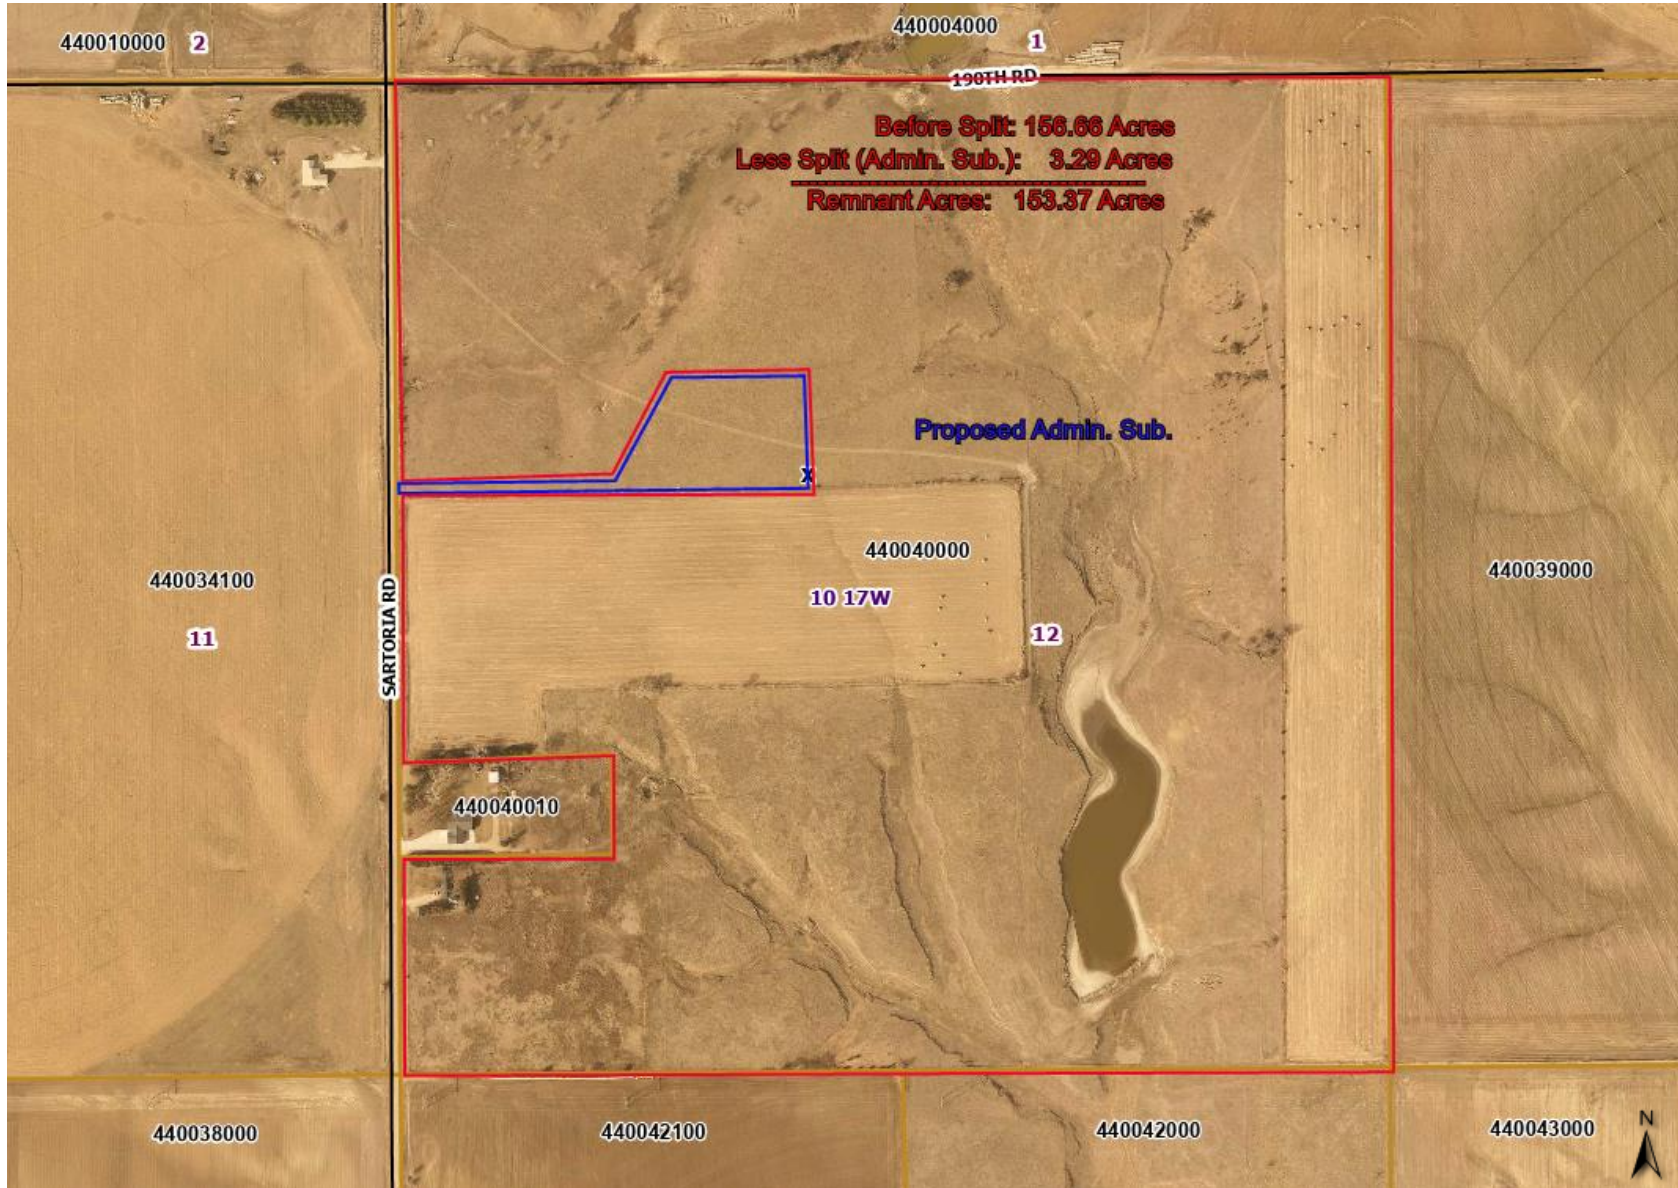 440010000
2
440004000
1
190TH RD
Before Split: 156.66 Acres
Less Split (Admin. Sub.): 3.29 Acres
------------------------------------
Remnant Acres: 153.37 Acres
Proposed Admin. Sub.
X
440040000
10 17W
12
440034100
11
SARTORIA RD
440039000
440040010
440038000
440042100
440042000
440043000
N